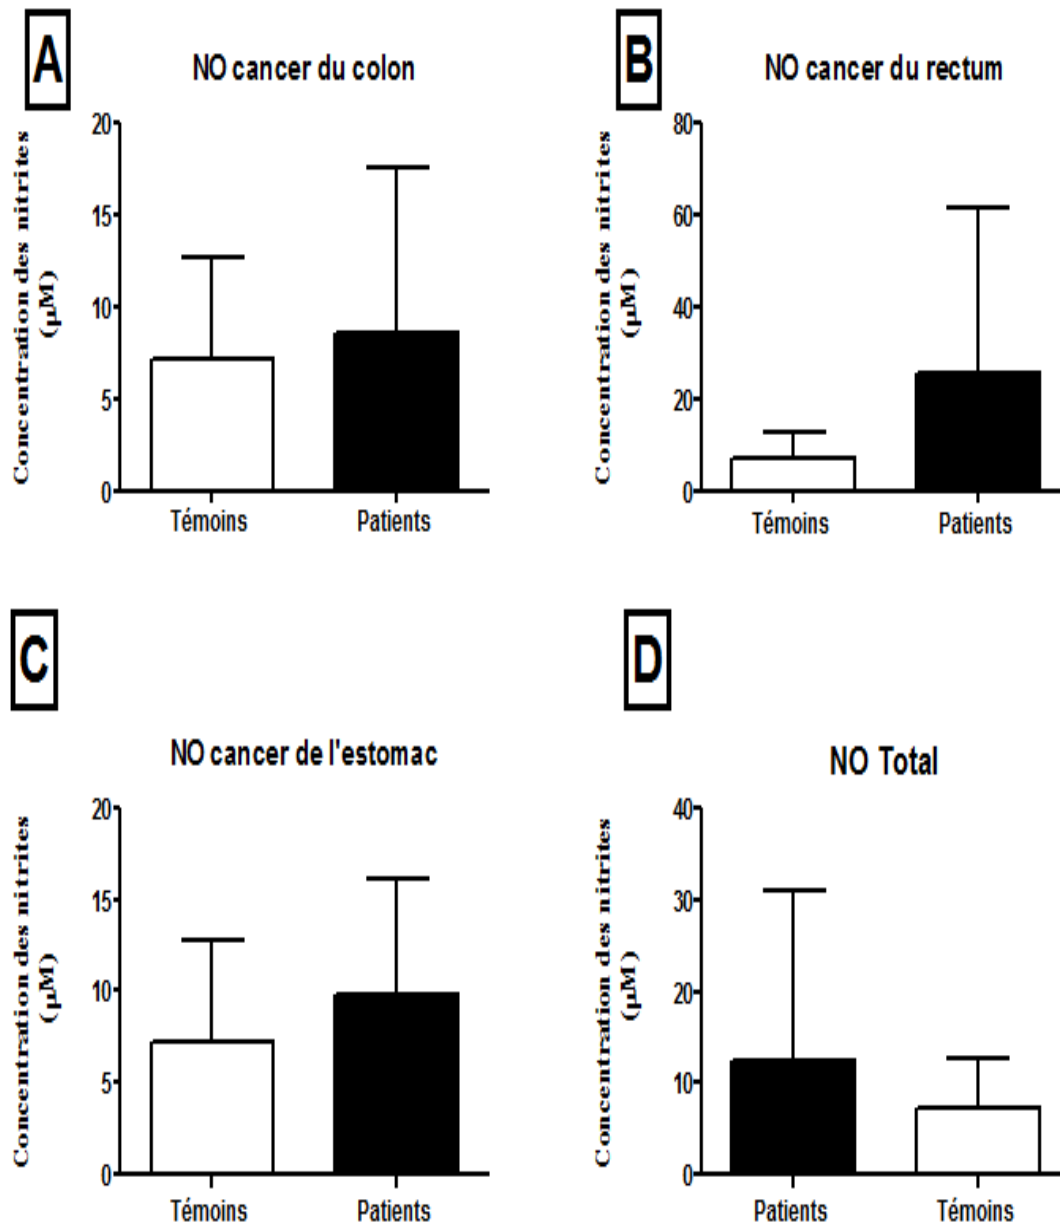 A
NO cancer du colon
Concentration des nitrites
(µM)
20
15
10
5
0
Témoins
Patients
B
NO cancer du rectum
Concentration des nitrites
(µM)
80
60
40
20
0
Témoins
Patients
C
NO cancer de l'estomac
Concentration des nitrites
(µM)
20
15
10
5
0
Témoins
Patients
D
NO Total
Concentration des nitrites
(µM)
40
30
20
10
0
Patients
Témoins